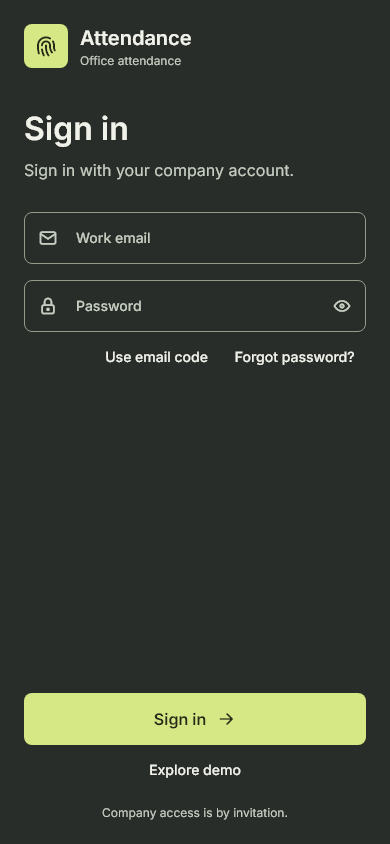 Attendance
Office attendance
Sign in
Sign in with your company account.
Work email
Password
Use email code Forgot password?
Sign in
Explore demo
Company access is by invitation.